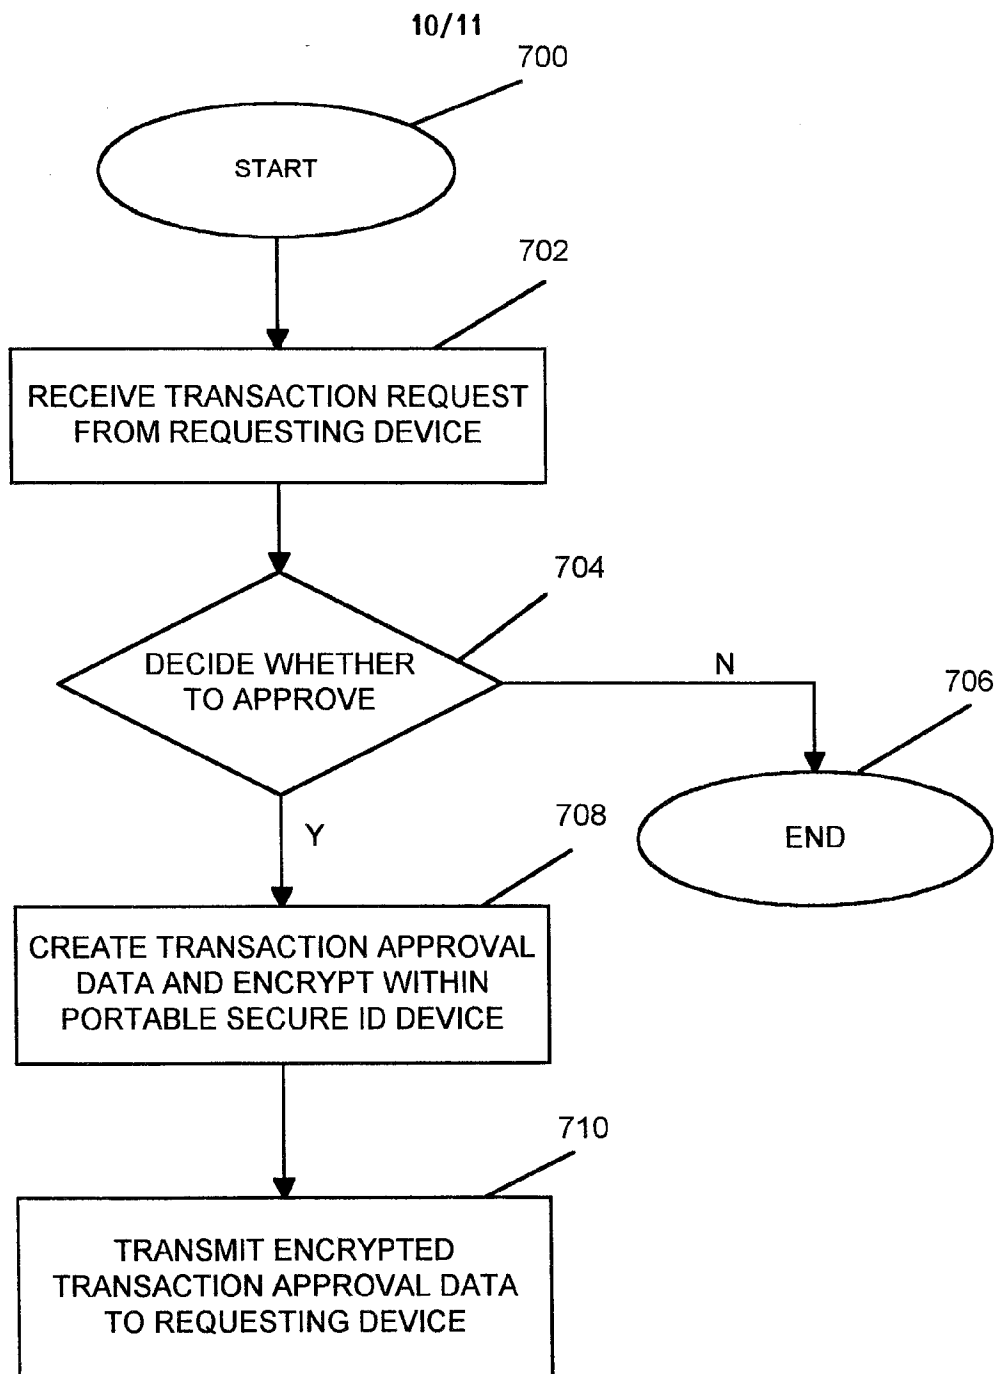 10/11
700
START
702
RECEIVE TRANSACTION REQUEST
FROM REQUESTING DEVICE
704
DECIDE WHETHER
TO APPROVE
N
706
END
Y
708
CREATE TRANSACTION APPROVAL
DATA AND ENCRYPT WITHIN
PORTABLE SECURE ID DEVICE
710
TRANSMIT ENCRYPTED
TRANSACTION APPROVAL DATA
TO REQUESTING DEVICE